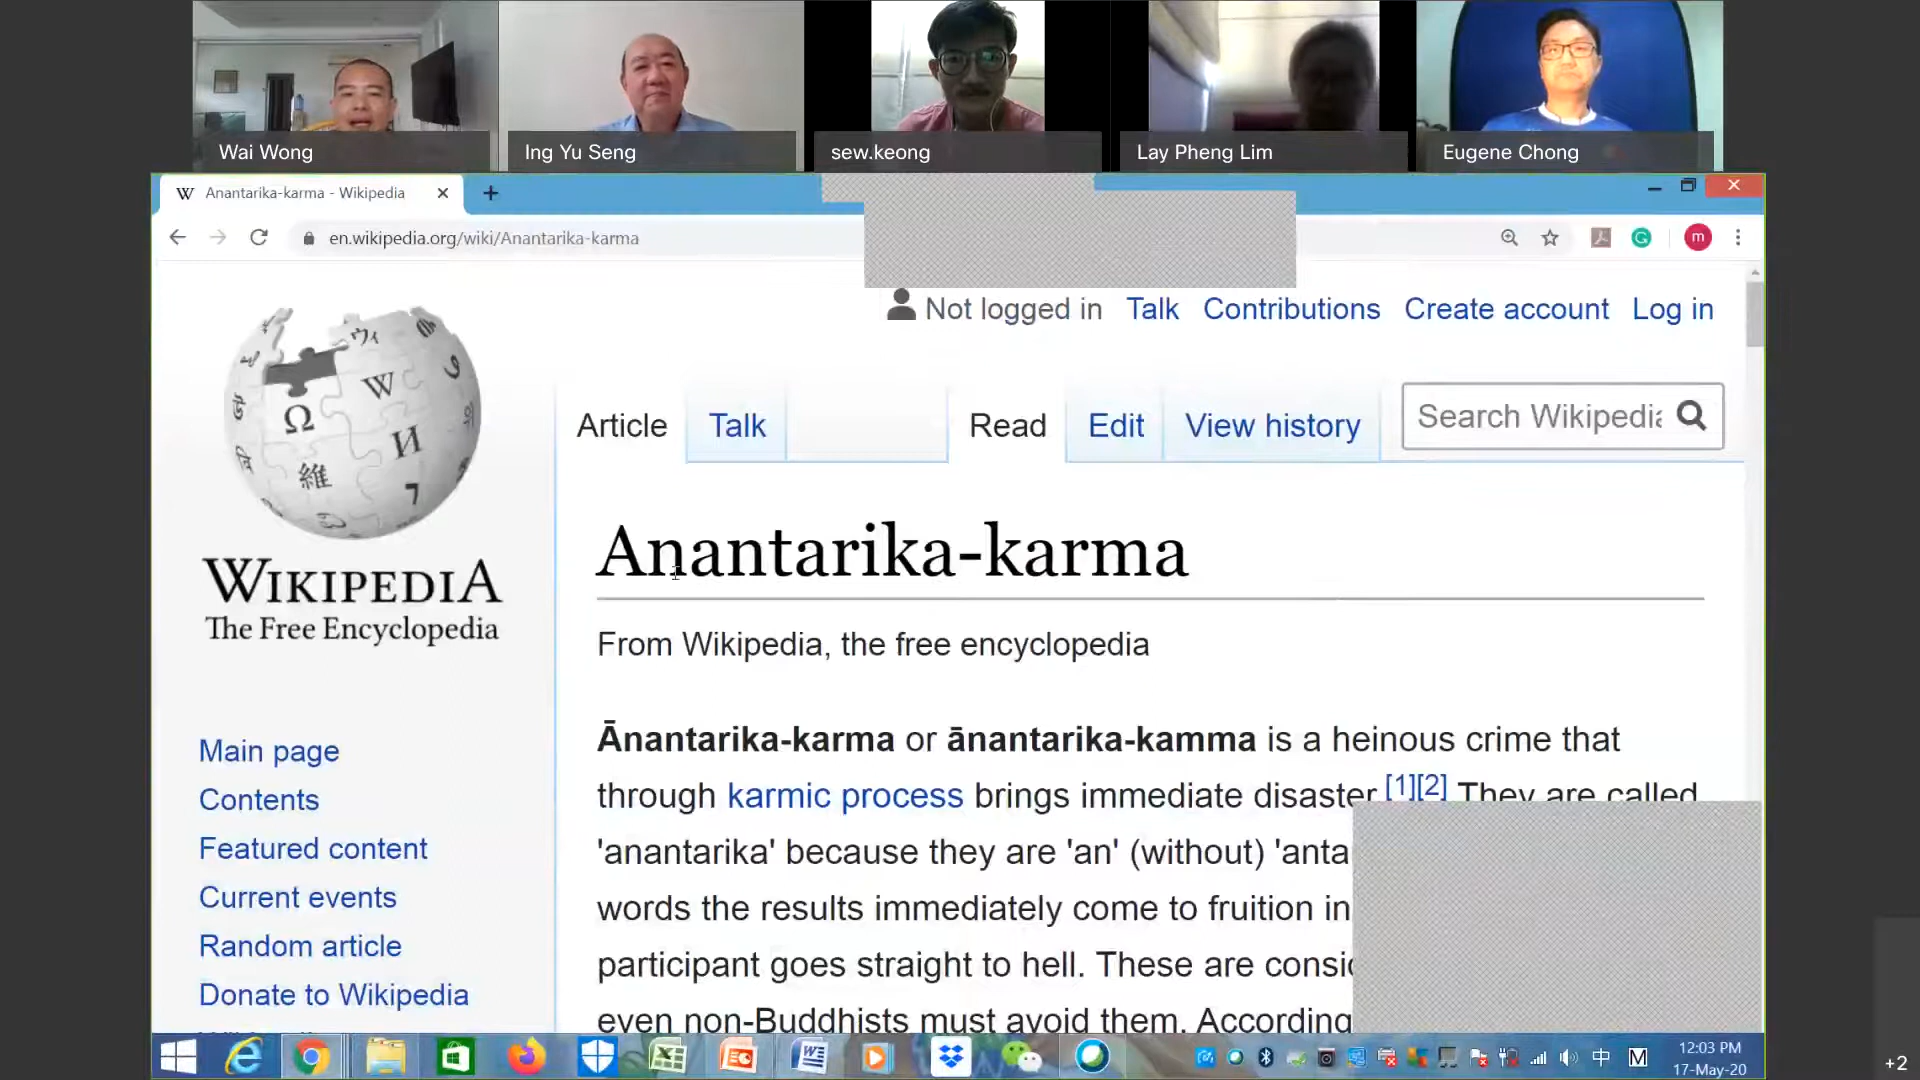 Wai Wong
Ing Yu Seng
sew.keong
Lay Pheng Lim
Eugene Chong
Anantarika-karma - Wikipedia
en.wikipedia.org/wiki/Anantarika-karma
m
Not logged in Talk Contributions Create account Log in
Article Talk Read Edit View history
Search Wikipedia
WIKIPEDIA
The Free Encyclopedia
Anantarika-karma
From Wikipedia, the free encyclopedia
Ānantarika-karma or ānantarika-kamma is a heinous crime that
through karmic process brings immediate disaster.[1][2] They are called
'anantarika' because they are 'an' (without)
words the results immediately come to fruition in
participant goes straight to hell. These are
even non-Buddhists must avoid them. According
Main page
Contents
Featured content
Current events
Random article
Donate to Wikipedia
中
M
12:03 PM
17-May-20
+2